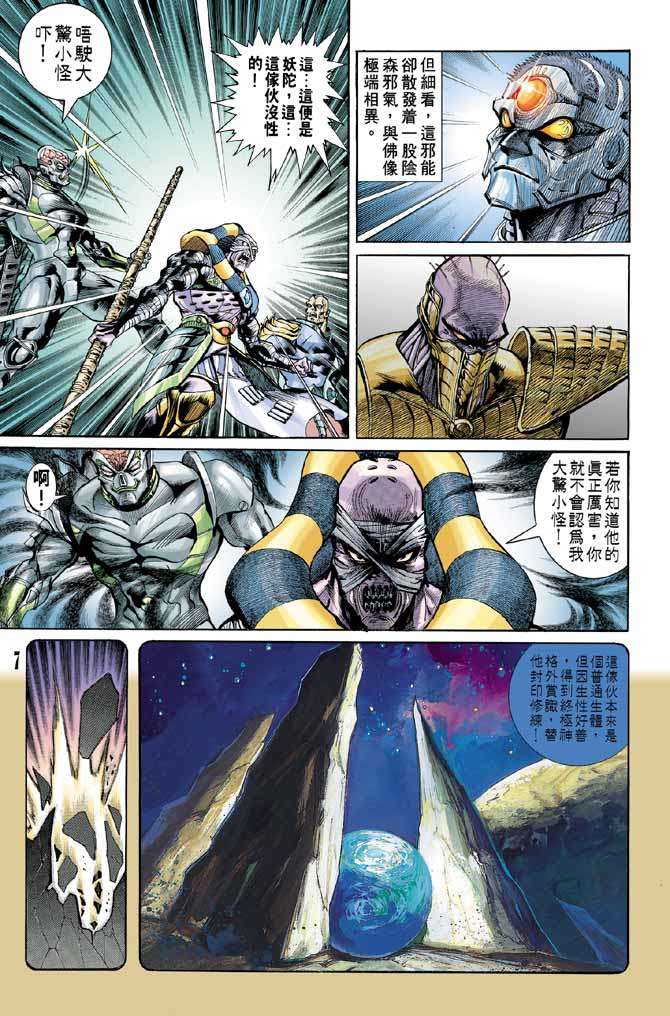 但細看，這邪能
卻散發着一股陰
森邪氣，與佛像
極端相異。
這…這便是
妖陀，這…
這傢伙沒性
的！
唔駛大
驚小怪
吓！
若你知道他的
眞正厲害，你
就不會認爲我
大驚小怪！
啊！
這傢伙本來是
個普通生體，
但因生性好善
，得到終極神
格外賞識，替
他封印修練！
7